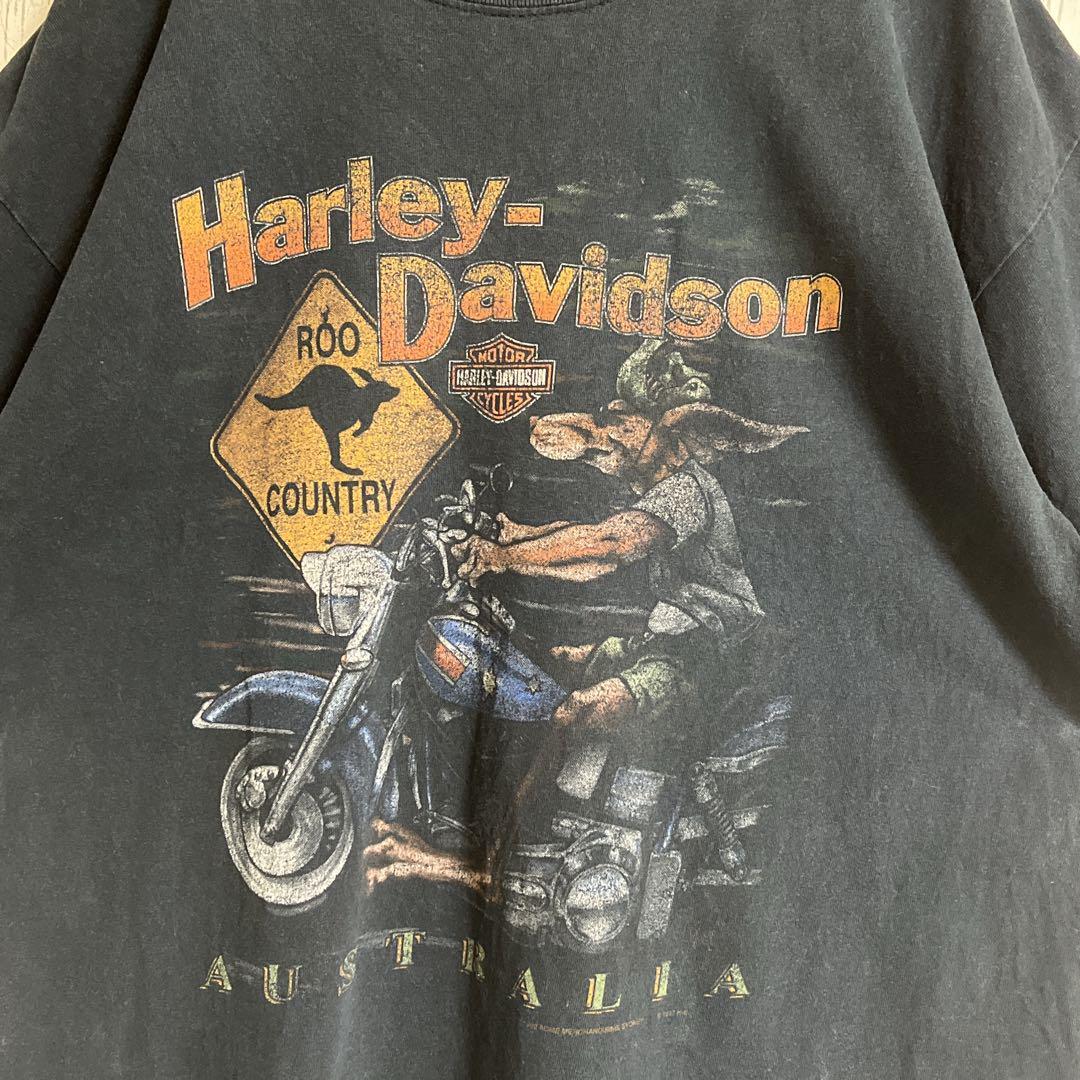 Harley-
Davidson
ROO
COUNTRY
MOTOR
HARLEY-DAVIDSON
CYCLES
AUSTRALIA